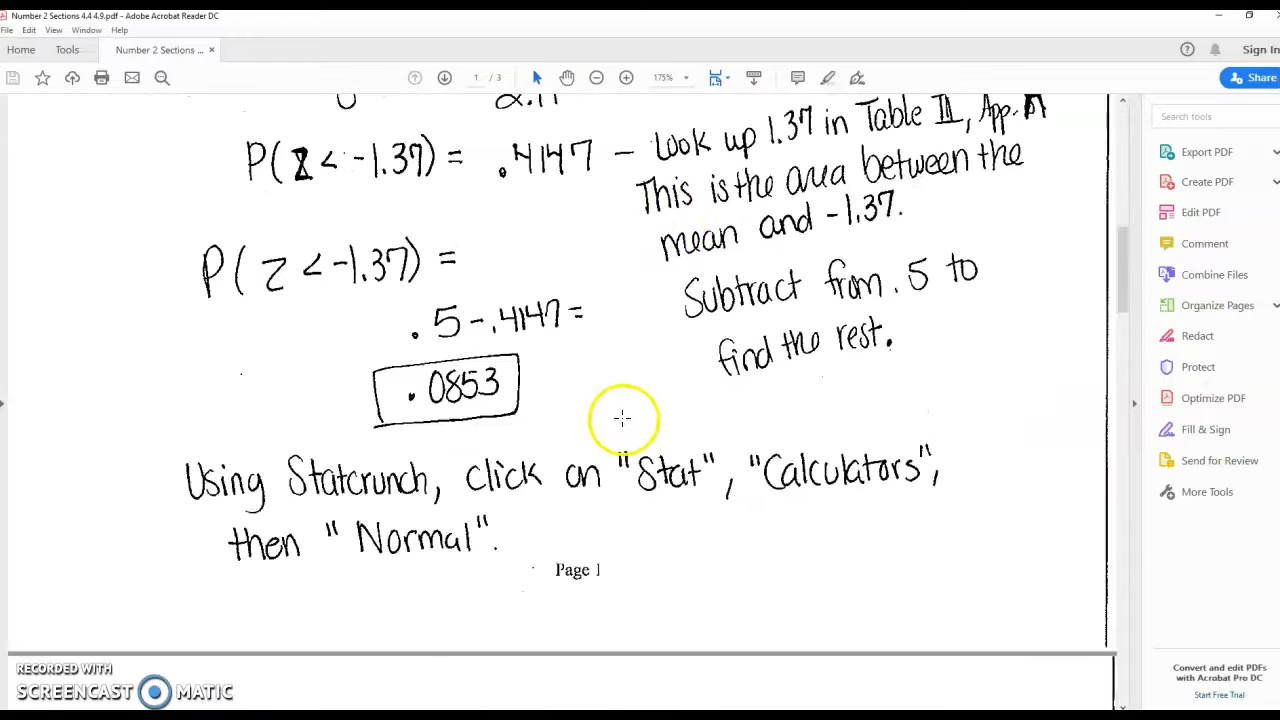 Number 2 Sections 4.4 4.9.pdf - Adobe Acrobat Reader DC
File Edit View Window Help
Home Tools Number 2 Sections ... × Sign In
1 / 3 175% Share
P(Z < -1.37) = .4147 - Look up 1.37 in Table II, App. A
This is the area between the
mean and -1.37.
P(Z < -1.37) =
Subtract from .5 to
.5 - .4147 =
find the rest.
.0853
Using Statcrunch, click on "Stat", "Calculators",
then "Normal".
Page 1
Search tools
Export PDF
Create PDF
Edit PDF
Comment
Combine Files
Organize Pages
Redact
Protect
Optimize PDF
Fill & Sign
Send for Review
More Tools
Convert and edit PDFs
with Acrobat Pro DC
Start Free Trial
RECORDED WITH
SCREENCAST MATIC